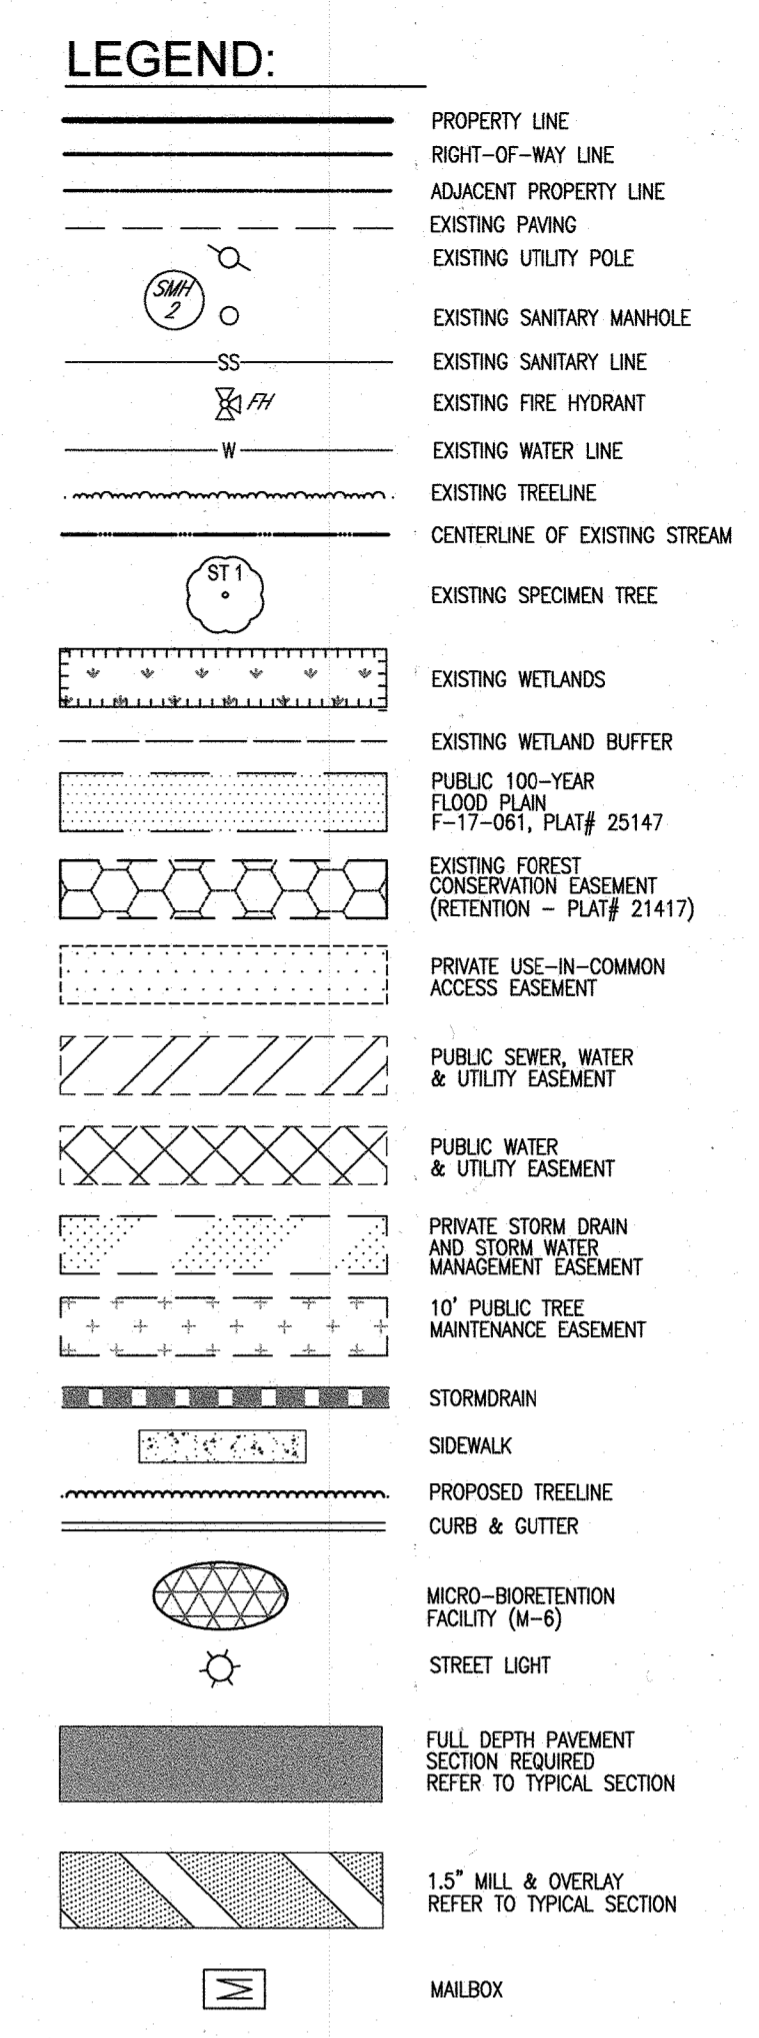 LEGEND:
PROPERTY LINE
RIGHT-OF-WAY LINE
ADJACENT PROPERTY LINE
EXISTING PAVING
EXISTING UTILITY POLE
SMH
2
EXISTING SANITARY MANHOLE
SS
EXISTING SANITARY LINE
FH
EXISTING FIRE HYDRANT
W
EXISTING WATER LINE
EXISTING TREELINE
CENTERLINE OF EXISTING STREAM
ST 1
EXISTING SPECIMEN TREE
EXISTING WETLANDS
EXISTING WETLAND BUFFER
PUBLIC 100-YEAR
FLOOD PLAIN
F-17-061, PLAT# 25147
EXISTING FOREST
CONSERVATION EASEMENT
(RETENTION - PLAT# 21417)
PRIVATE USE-IN-COMMON
ACCESS EASEMENT
PUBLIC SEWER, WATER
& UTILITY EASEMENT
PUBLIC WATER
& UTILITY EASEMENT
PRIVATE STORM DRAIN
AND STORM WATER
MANAGEMENT EASEMENT
10' PUBLIC TREE
MAINTENANCE EASEMENT
STORMDRAIN
SIDEWALK
PROPOSED TREELINE
CURB & GUTTER
MICRO-BIORETENTION
FACILITY (M-6)
STREET LIGHT
FULL DEPTH PAVEMENT
SECTION REQUIRED
REFER TO TYPICAL SECTION
1.5" MILL & OVERLAY
REFER TO TYPICAL SECTION
M
MAILBOX